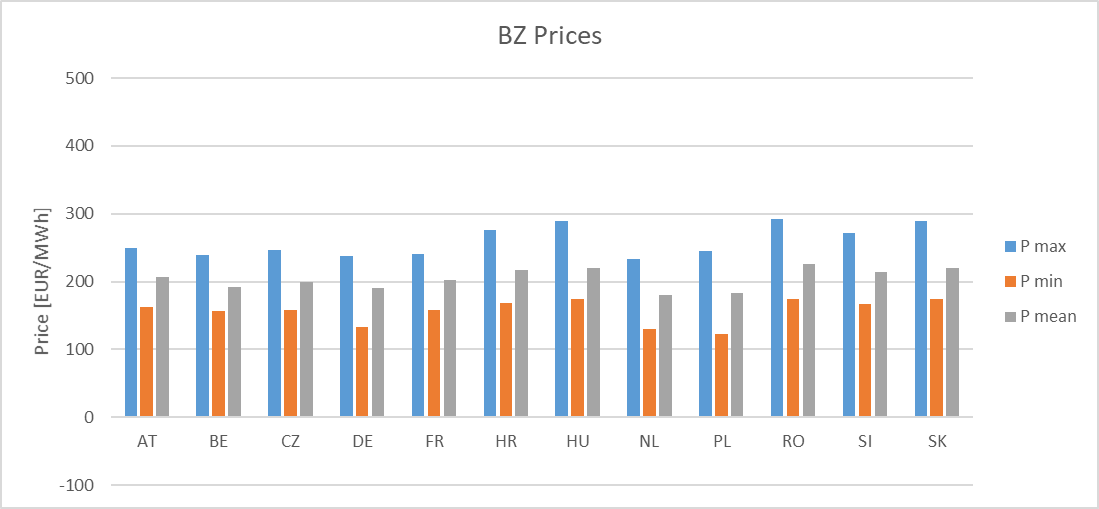 BZ Prices
Price [EUR/MWh]
500
400
300
200
100
0
-100
AT BE CZ DE FR HR HU NL PL RO SI SK
P max
P min
P mean